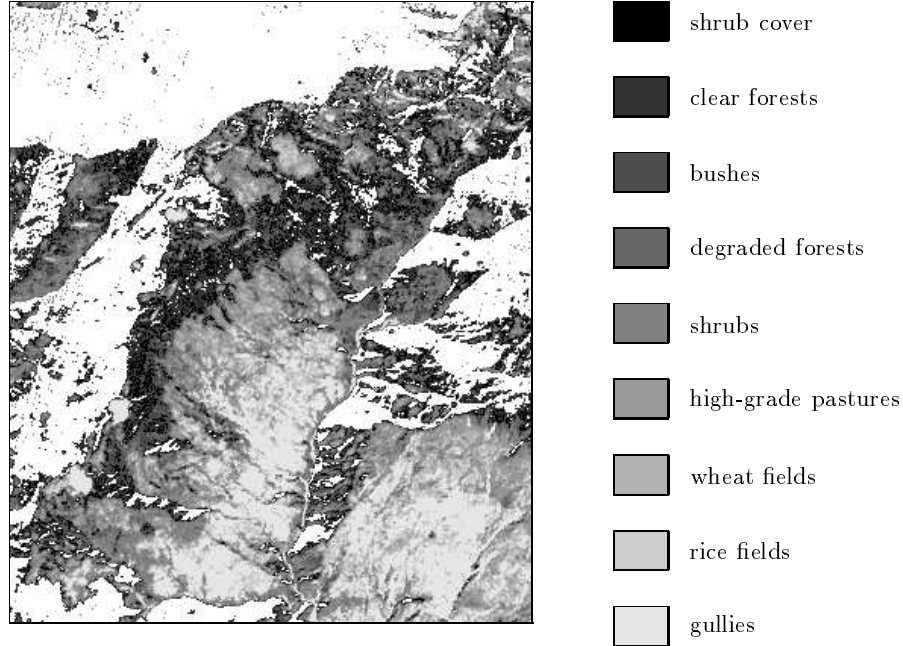 shrub cover
clear forests
bushes
degraded forests
shrubs
high-grade pastures
wheat fields
rice fields
gullies